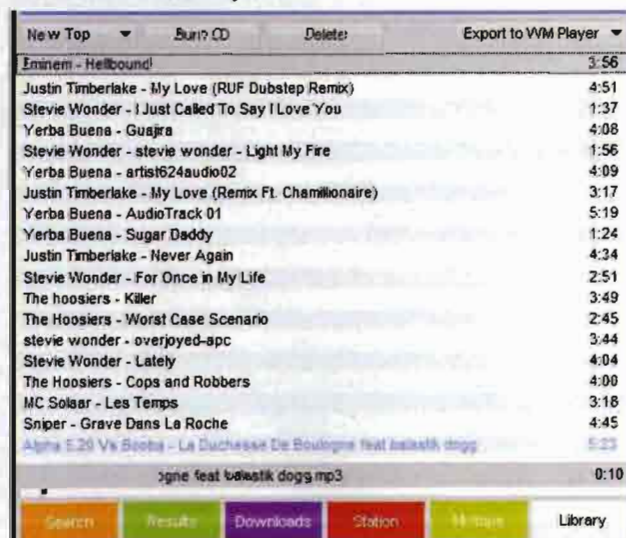 New Top Burn CD Delete Export to WM Player
Eminem - Hellbound 3:56
Justin Timberlake - My Love (RUF Dubstep Remix) 4:51
Stevie Wonder - I Just Called To Say I Love You 1:37
Yerba Buena - Guajira 4:08
Stevie Wonder - stevie wonder - Light My Fire 1:56
Yerba Buena - artist624audio02 4:09
Justin Timberlake - My Love (Remix Ft. Chamillionaire) 3:17
Yerba Buena - AudioTrack 01 5:19
Yerba Buena - Sugar Daddy 1:24
Justin Timberlake - Never Again 4:34
Stevie Wonder - For Once in My Life 2:51
The hoosiers - Killer 3:49
The Hoosiers - Worst Case Scenario 2:45
stevie wonder - overjoyed-apc 3:44
Stevie Wonder - Lately 4:04
The Hoosiers - Cops and Robbers 4:00
MC Solaar - Les Temps 3:18
Sniper - Grave Dans La Roche 4:45
Alpha 5.20 Vs Booba - La Duchesse De Boulogne feat balastik dogg 5:23
ogne feat balastik dogg.mp3 0:10
Search Results Downloads Station Mixtape Library